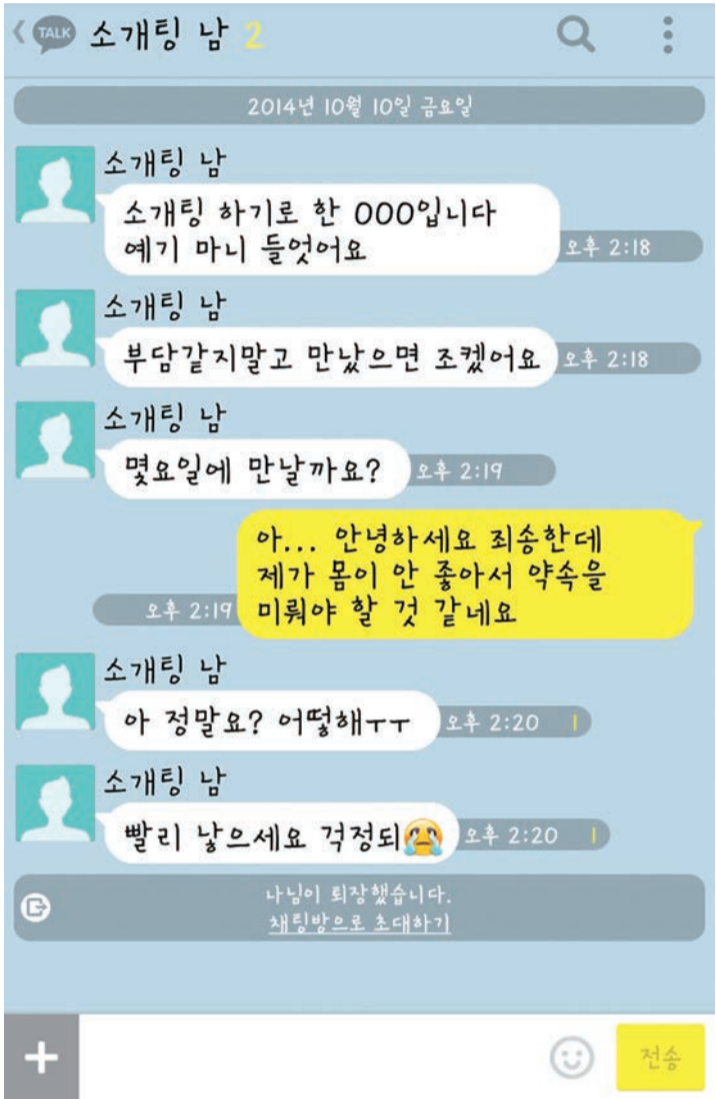 TALK 소개팅 남 2
2014년 10월 10일 금요일
소개팅 남
소개팅 하기로 한 OOO입니다
예기 마니 들엇어요
오후 2:18
소개팅 남
부담같지말고 만났으면 조켔어요
오후 2:18
소개팅 남
몇요일에 만날까요?
오후 2:19
아... 안녕하세요 죄송한데
제가 몸이 안 좋아서 약속을
미뤄야 할 것 같네요
오후 2:19
소개팅 남
아 정말요? 어떻해ㅜㅜ
오후 2:20 1
소개팅 남
빨리 낳으세요 걱정되
오후 2:20 1
나님이 퇴장했습니다.
채팅방으로 초대하기
전송